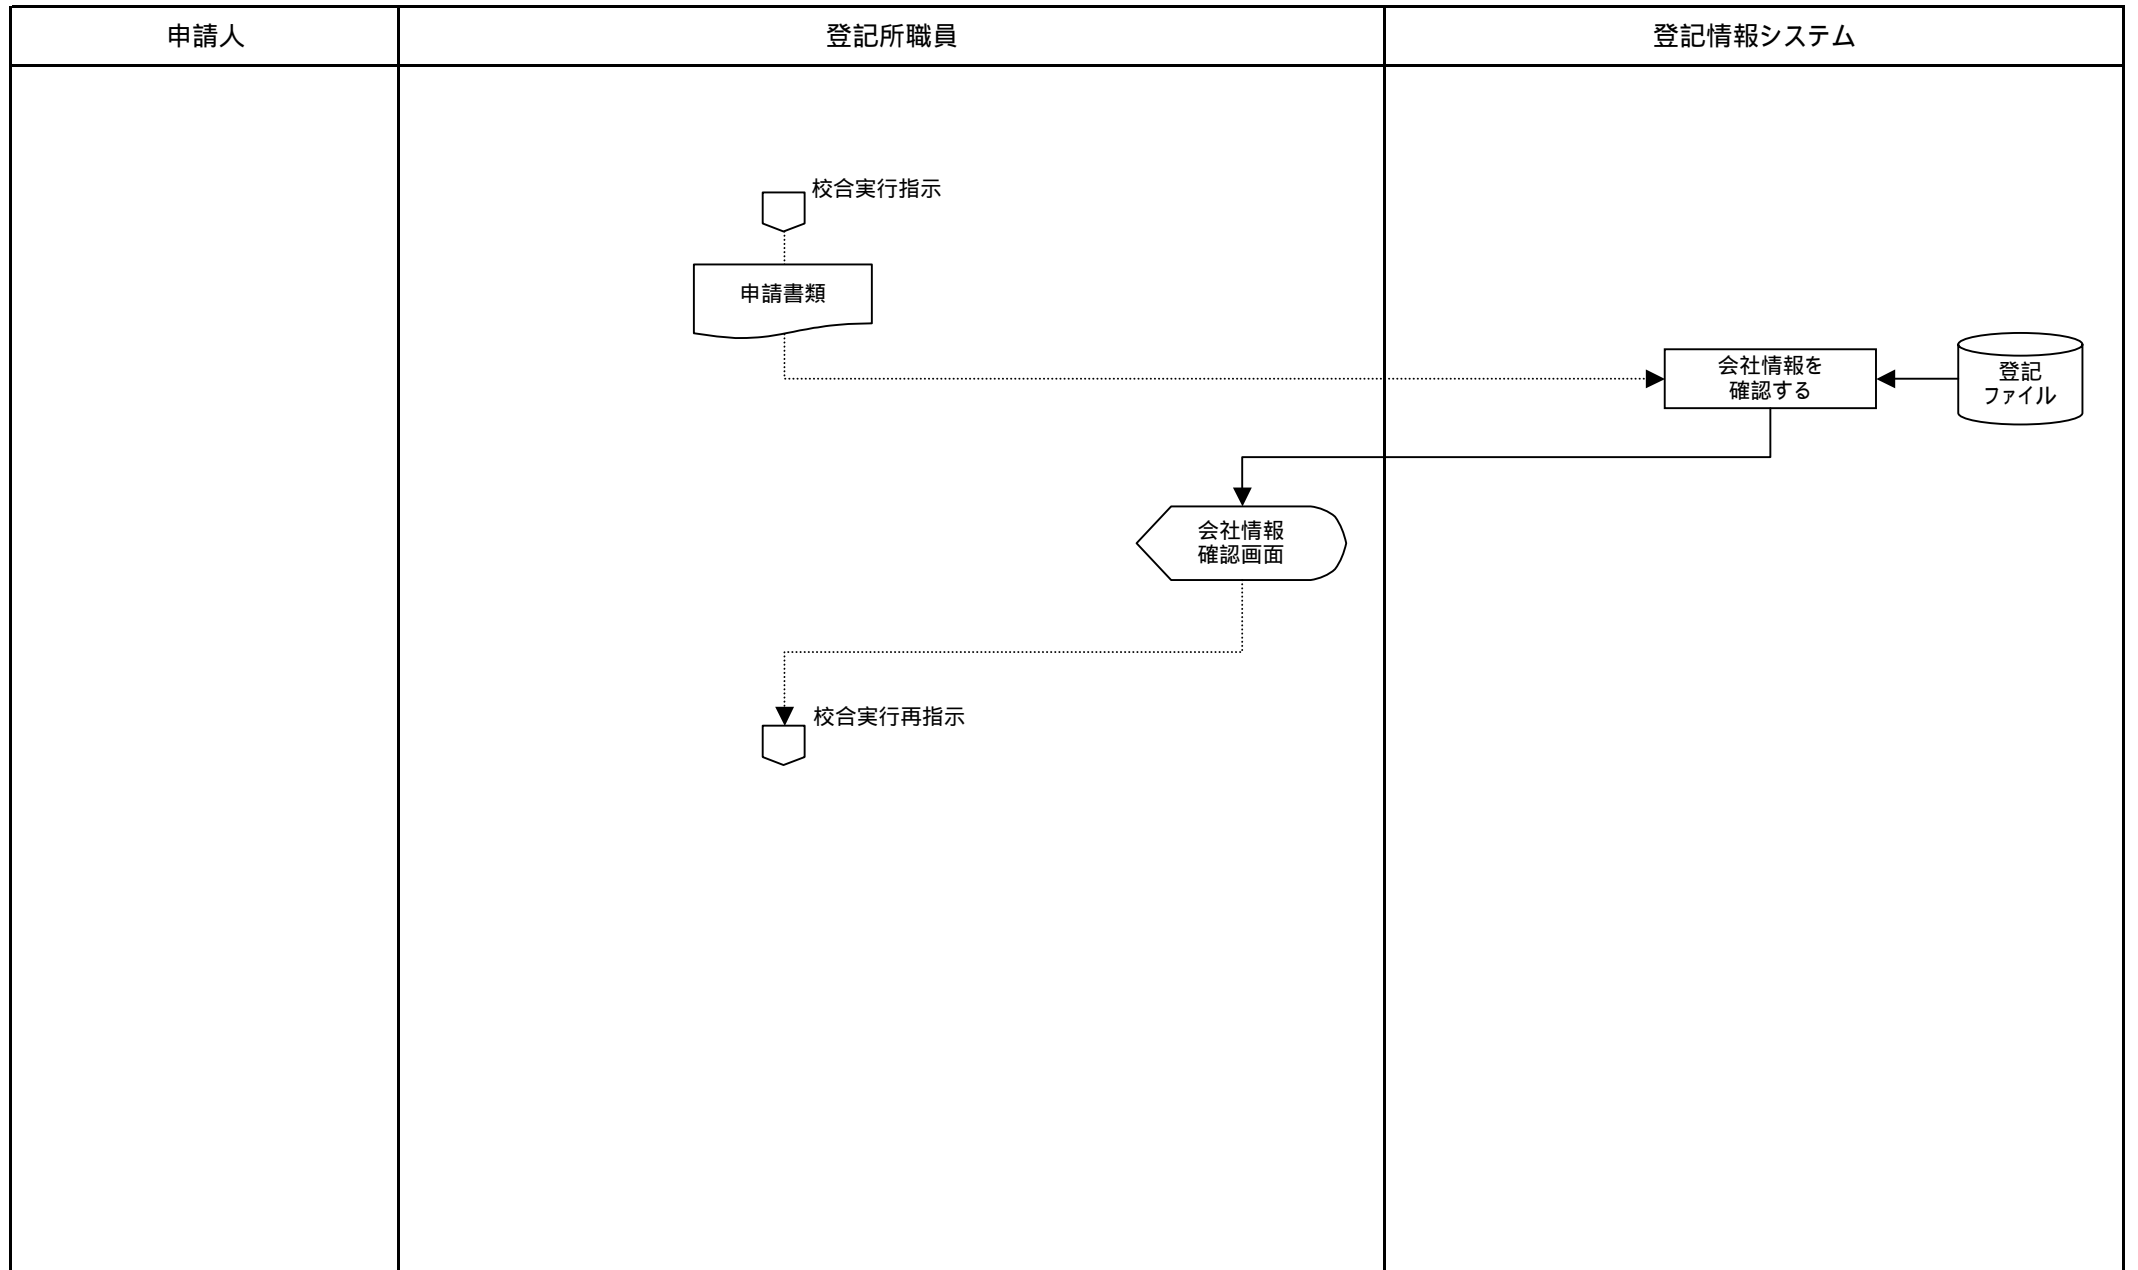 申請人
登記所職員
登記情報システム
校合実行指示
申請書類
会社情報を
確認する
登記
ファイル
会社情報
確認画面
校合実行再指示